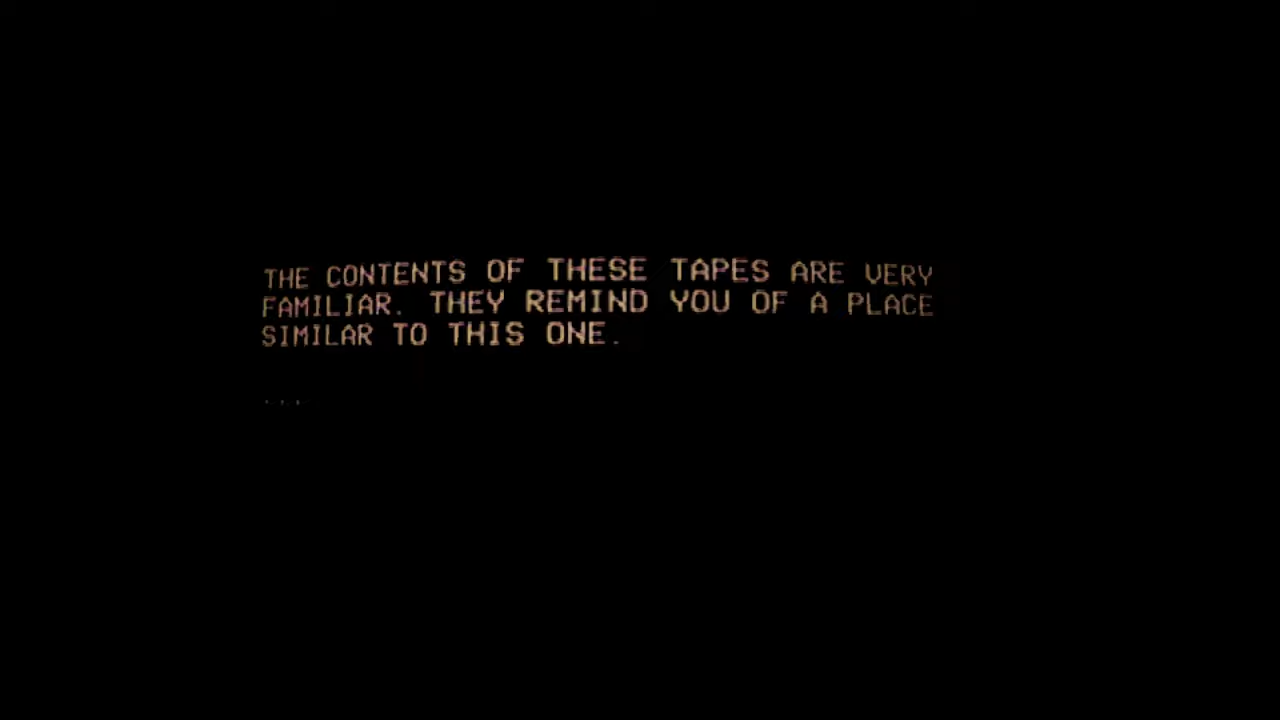 THE CONTENTS OF THESE TAPES ARE VERY
FAMILIAR. THEY REMIND YOU OF A PLACE
SIMILAR TO THIS ONE.
...